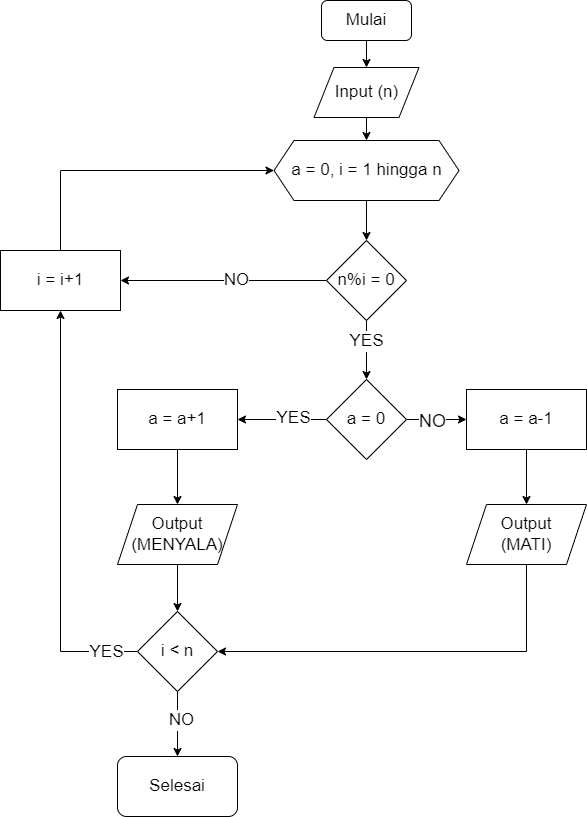 Mulai
Input (n)
a = 0, i = 1 hingga n
i = i+1
NO
n%i = 0
YES
a = a+1
YES
a = 0
NO
a = a-1
Output
(MENYALA)
Output
(MATI)
YES
i < n
NO
Selesai